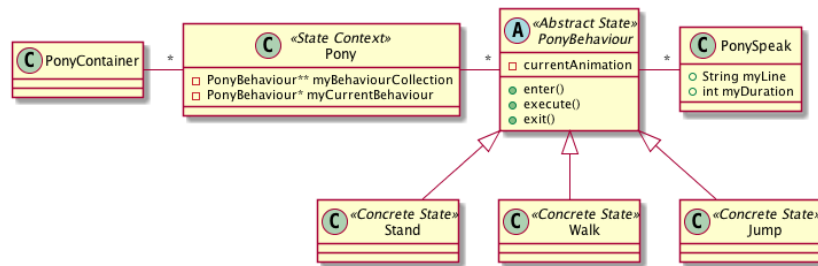 C PonyContainer
*
C «State Context»
Pony
PonyBehaviour** myBehaviourCollection
PonyBehaviour* myCurrentBehaviour
*
A «Abstract State»
PonyBehaviour
currentAnimation
enter()
execute()
exit()
*
C PonySpeak
String myLine
int myDuration
C «Concrete State»
Stand
C «Concrete State»
Walk
C «Concrete State»
Jump